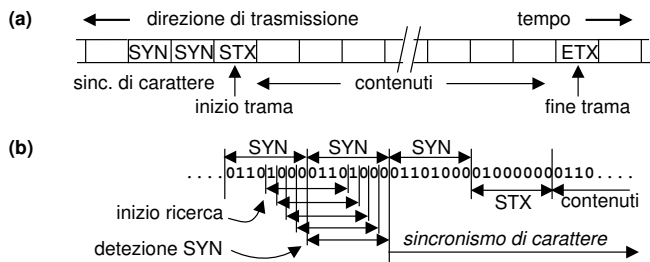 (a) direzione di trasmissione tempo
SYN SYN STX ETX
sinc. di carattere contenuti
inizio trama fine trama
(b) SYN SYN SYN
....0110100001101000011010000100000000110....
inizio ricerca STX contenuti
detezione SYN sincronismo di carattere